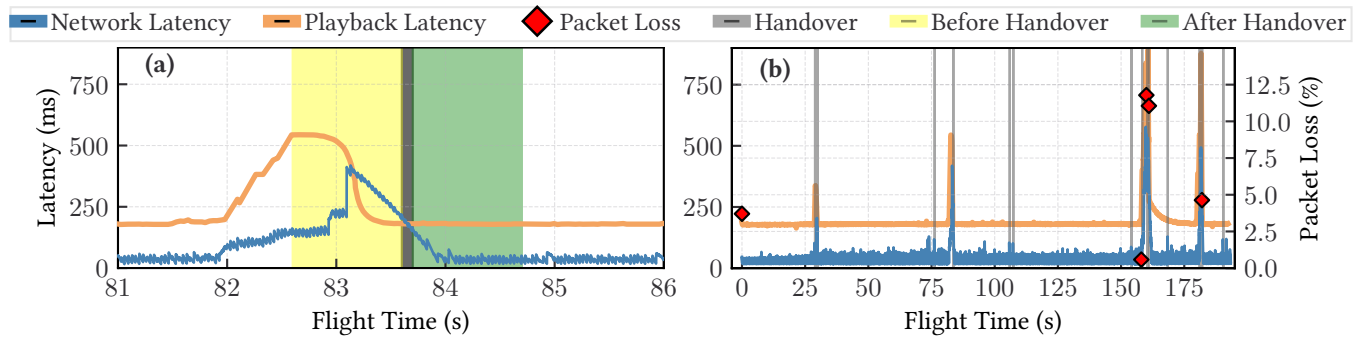 Network Latency Playback Latency Packet Loss Handover Before Handover After Handover
(a)
750
500
250
0
Latency (ms)
81 82 83 84 85 86
Flight Time (s)
(b)
750
500
250
0
12.5
10.0
7.5
5.0
2.5
0.0
Packet Loss (%)
0 25 50 75 100 125 150 175
Flight Time (s)